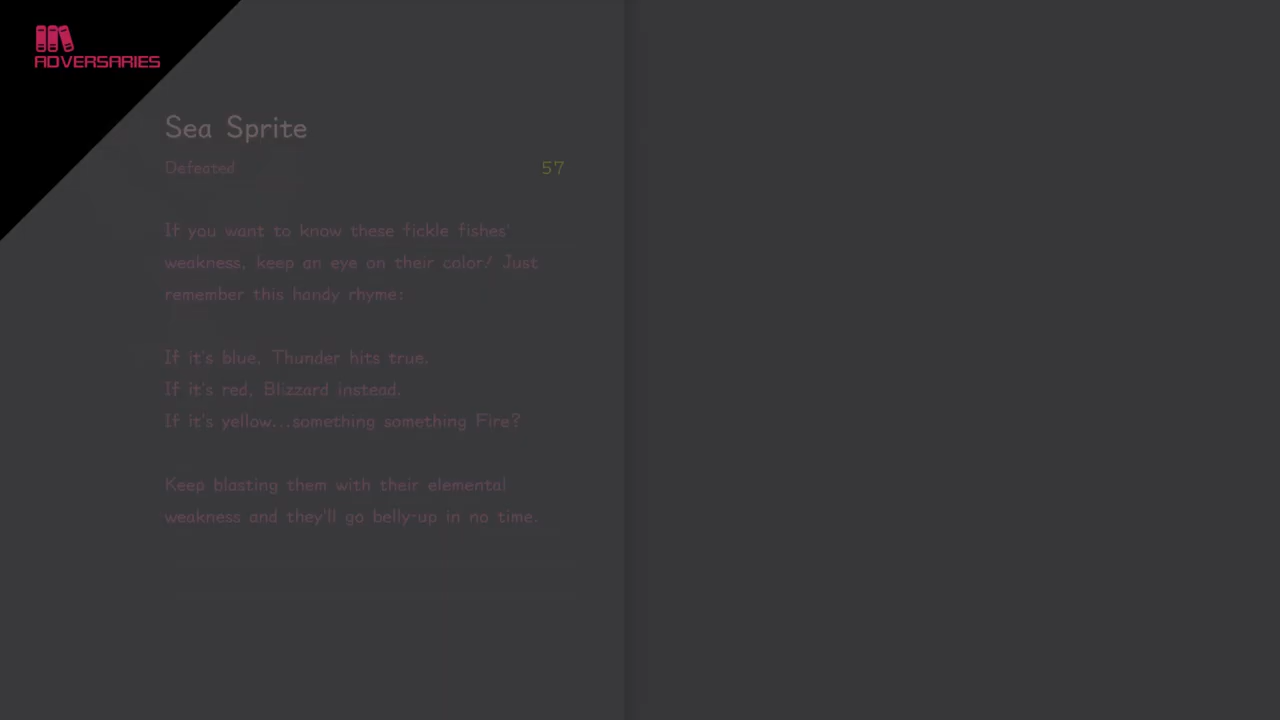 ADVERSARIES
Sea Sprite
Defeated 57
If you want to know these fickle fishes'
weakness, keep an eye on their color! Just
remember this handy rhyme:
If it's blue, Thunder hits true.
If it's red, Blizzard instead.
If it's yellow...something something Fire?
Keep blasting them with their elemental
weakness and they'll go belly-up in no time.